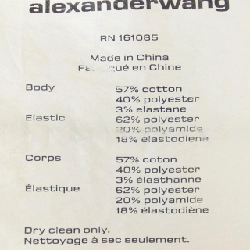 alexanderwang
RN 161085
Made in China
Fabriqué en Chine
Body 57% cotton
40% polyester
3% elastane
Elastic 62% polyester
20% polyamide
18% elastodiene
Corps 57% coton
40% polyester
3% élasthanne
Élastique 62% polyester
20% polyamide
18% élastodiène
Dry clean only.
Nettoyage à sec seulement.